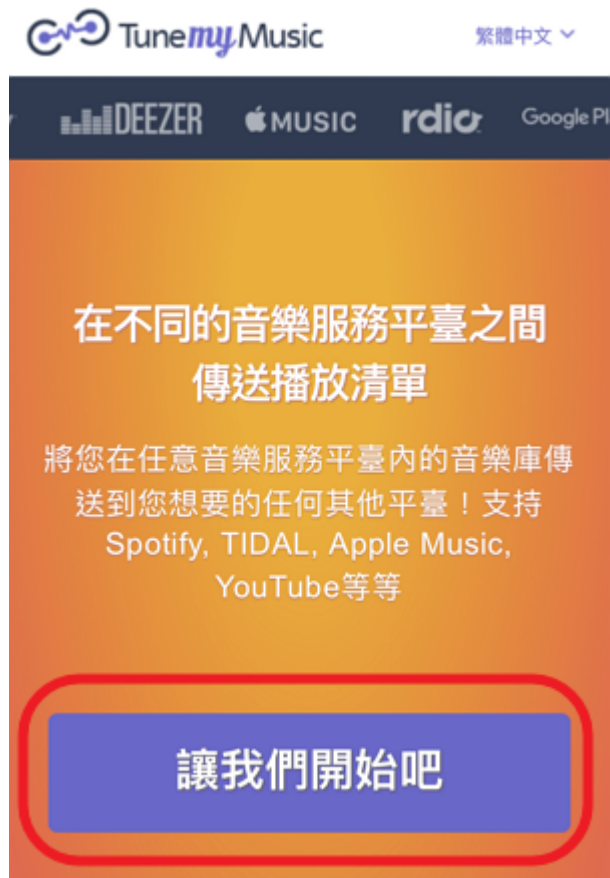 TunemyMusic 繁體中文
DEEZER MUSIC rdio Google Pl
在不同的音樂服務平臺之間
傳送播放清單
將您在任意音樂服務平臺內的音樂庫傳
送到您想要的任何其他平臺！支持
Spotify, TIDAL, Apple Music,
YouTube等等
讓我們開始吧